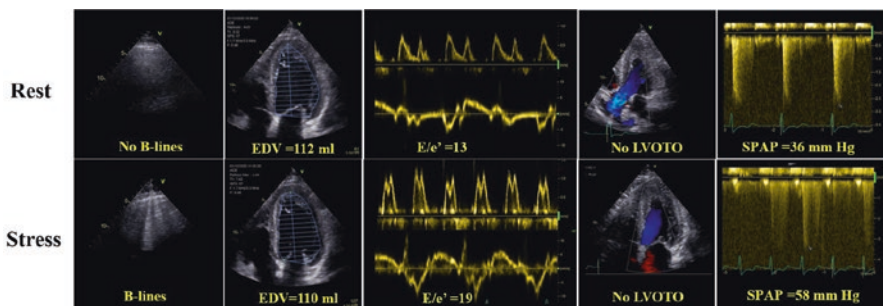 Rest
No B-lines
EDV =112 ml
E/e' =13
No LVOTO
SPAP =36 mm Hg
Stress
B-lines
EDV=110 ml
E/e' =19
No LVOTO
SPAP =58 mm Hg